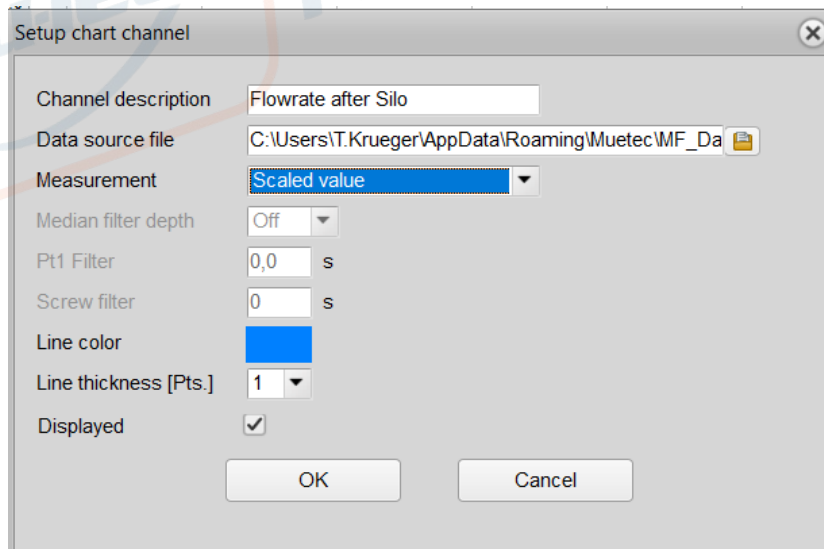 Setup chart channel
Channel description Flowrate after Silo
Data source file C:\Users\T.Krueger\AppData\Roaming\Muetec\MF_Da
Measurement Scaled value
Median filter depth Off
Pt1 Filter 0,0 s
Screw filter 0 s
Line color
Line thickness [Pts.] 1
Displayed
OK Cancel